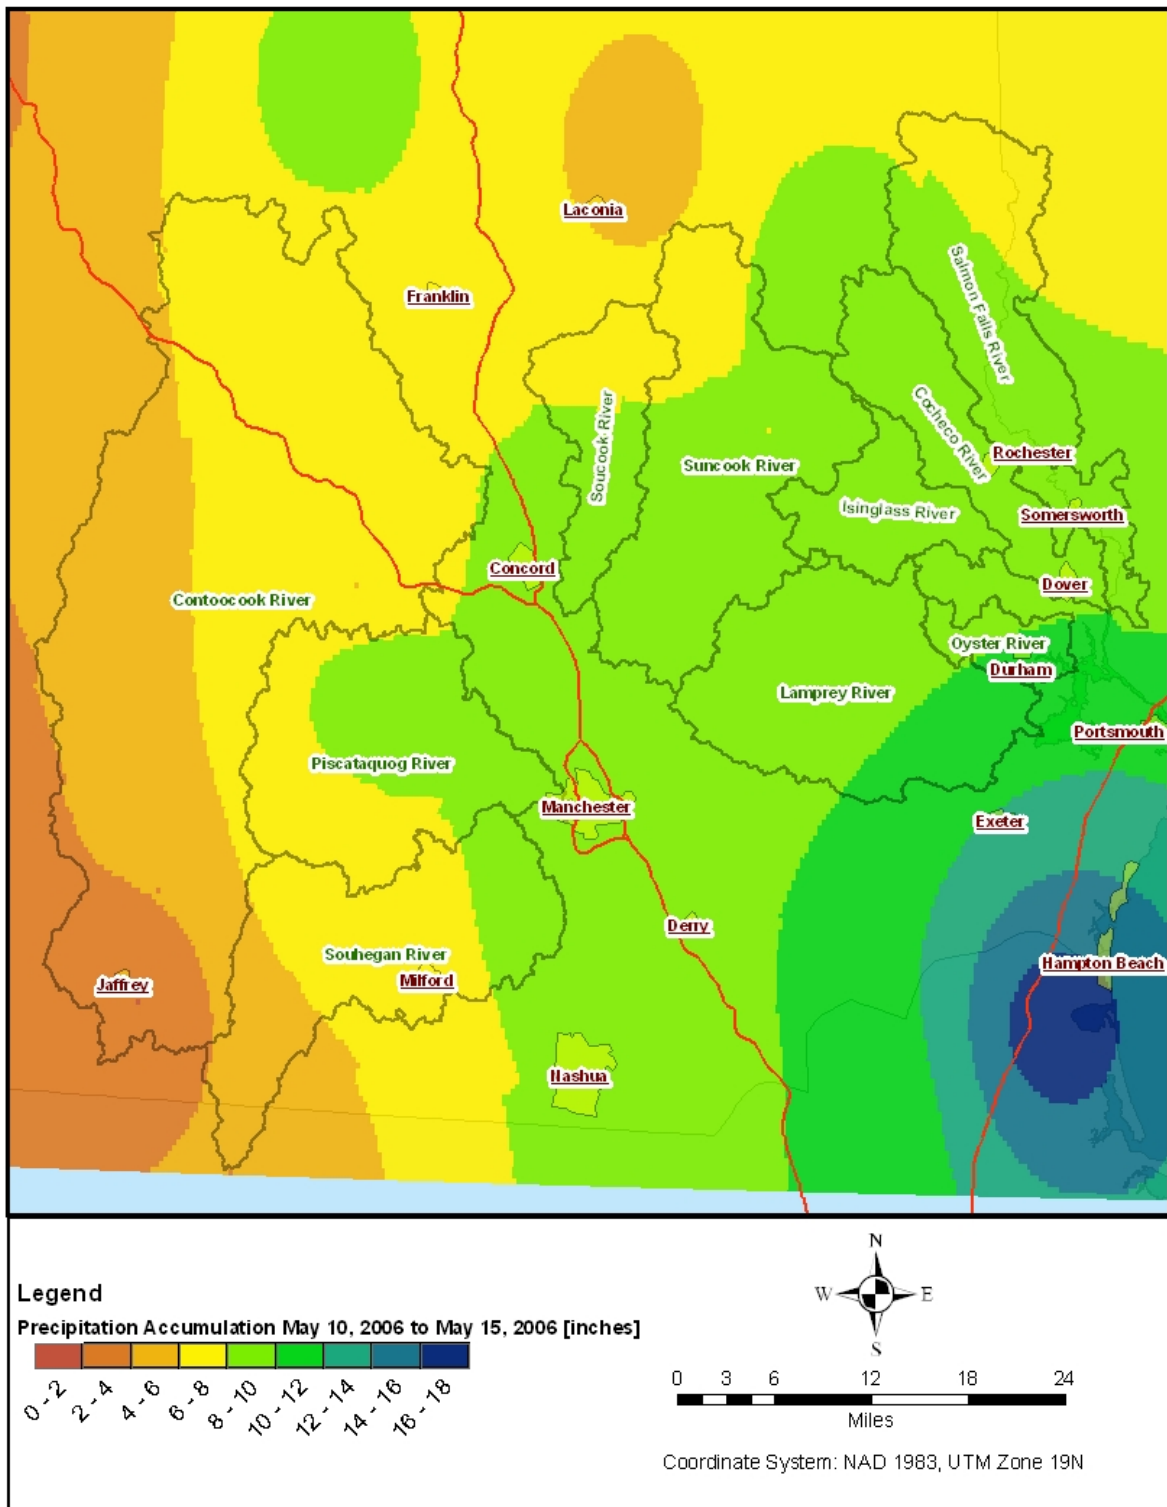 Laconia
Franklin
Salmon Falls River
Soucook River
Cocheco River
Rochester
Suncook River
Isinglass River
Somersworth
Concord
Dover
Contoocook River
Oyster River
Durham
Lamprey River
Portsmouth
Piscataquog River
Manchester
Exeter
Derry
Souhegan River
Milford
Hampton Beach
Jaffrey
Nashua
N
W E
S
Legend
Precipitation Accumulation May 10, 2006 to May 15, 2006 [inches]
0 - 2 2 - 4 4 - 6 6 - 8 8 - 10 10 - 12 12 - 14 14 - 16 16 - 18
0 3 6 12 18 24
Miles
Coordinate System: NAD 1983, UTM Zone 19N